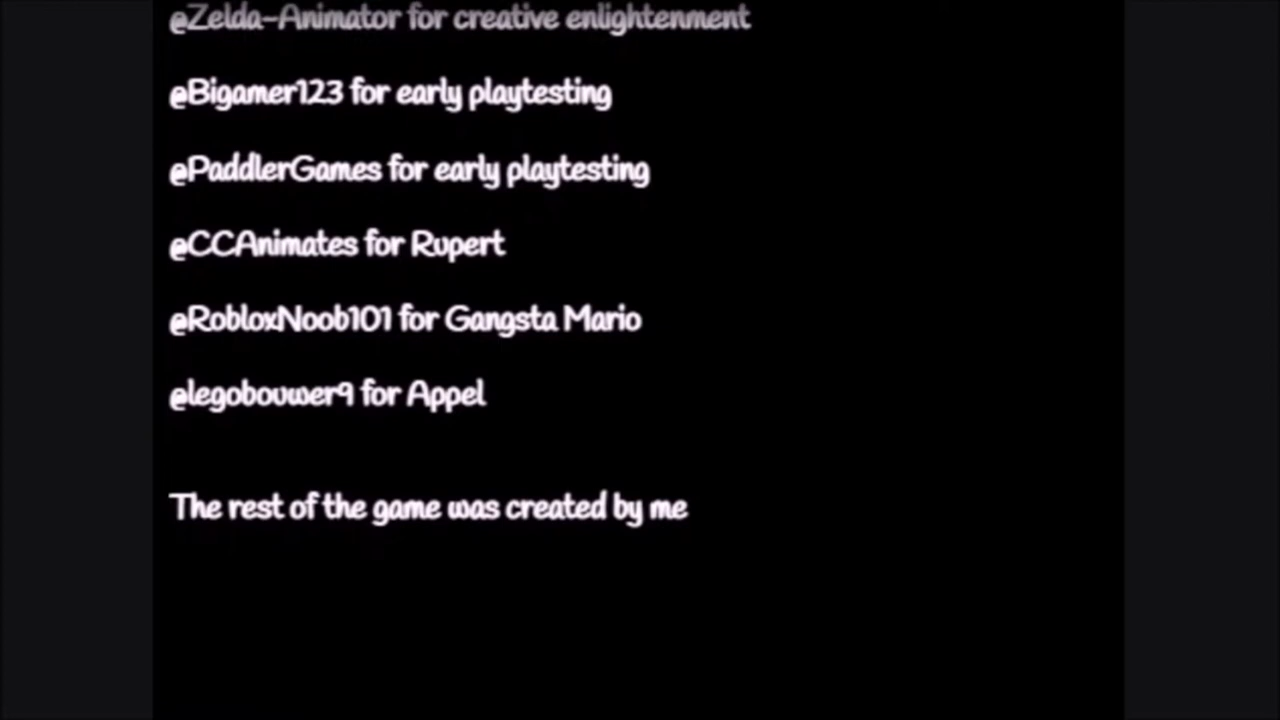 @Zelda-Animator for creative enlightenment
@Bigamer123 for early playtesting
@PaddlerGames for early playtesting
@CCAnimates for Rupert
@RobloxNoob101 for Gangsta Mario
@legobouwer9 for Appel
The rest of the game was created by me